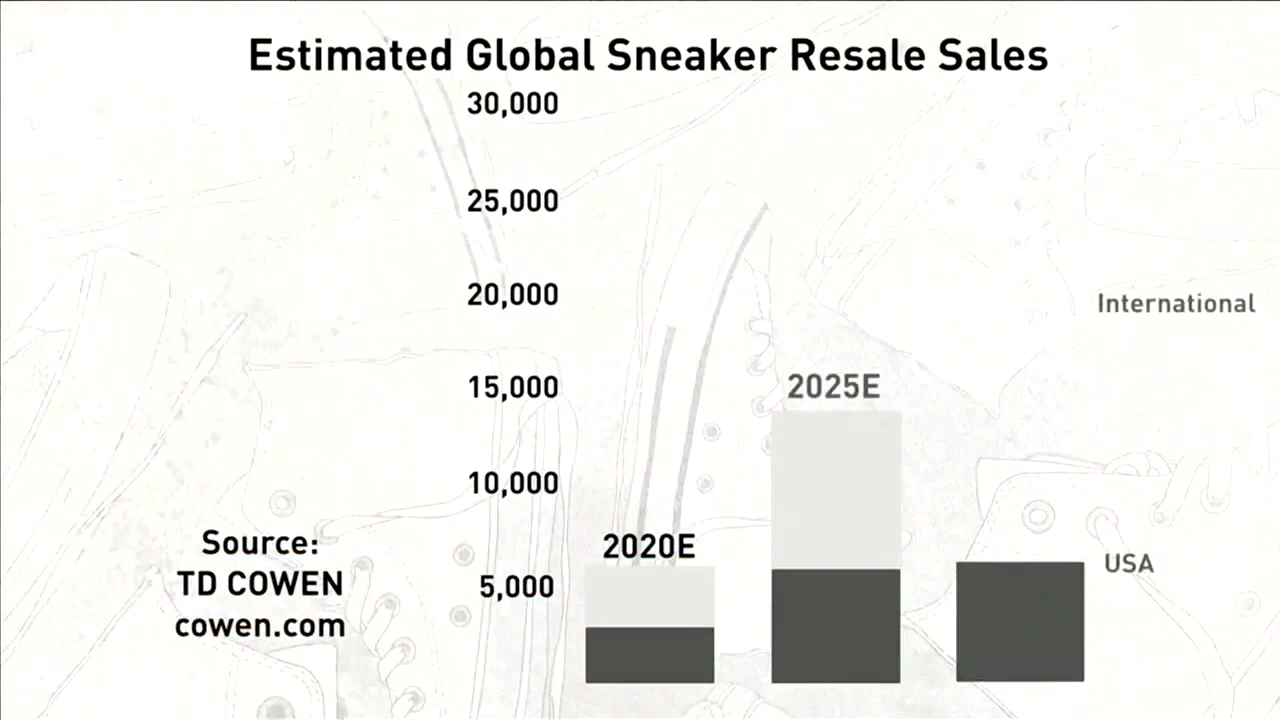 Estimated Global Sneaker Resale Sales
30,000
25,000
20,000
International
15,000
2025E
10,000
2020E
5,000
USA
Source:
TD COWEN
cowen.com